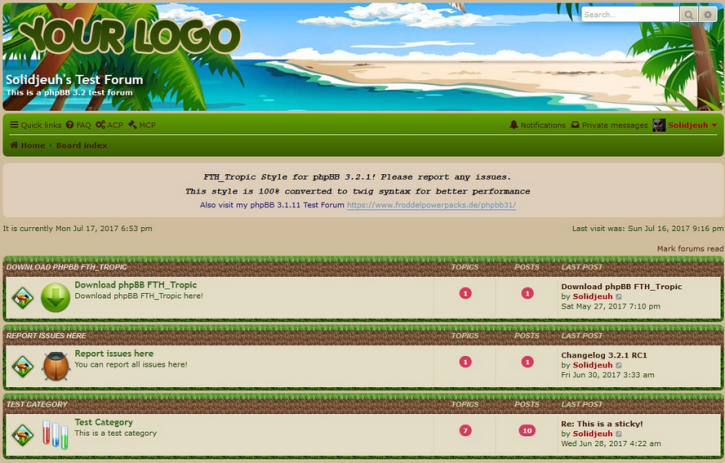 YOUR LOGO
Search...
Solidjeuh's Test Forum
This is a phpBB 3.2 test forum
Quick links FAQ ACP MCP Notifications Private messages Solidjeuh
Home Board index
FTH_Tropic Style for phpBB 3.2.1! Please report any issues.
This style is 100% converted to twig syntax for better performance
Also visit my phpBB 3.1.11 Test Forum https://www.froddelpowerpacks.de/phpbb31/
It is currently Mon Jul 17, 2017 6:53 pm Last visit was: Sun Jul 16, 2017 9:16 pm
Mark forums read
DOWNLOAD PHPBB FTH_TROPIC TOPICS POSTS LAST POST
Download phpBB FTH_Tropic
Download phpBB FTH_Tropic here!
1 1
Download phpBB FTH_Tropic
by Solidjeuh
Sat May 27, 2017 7:10 pm
REPORT ISSUES HERE TOPICS POSTS LAST POST
Report issues here
You can report all issues here!
1 1
Changelog 3.2.1 RC1
by Solidjeuh
Fri Jun 30, 2017 3:33 am
TEST CATEGORY TOPICS POSTS LAST POST
Test Category
This is a test category
7 10
Re: This is a sticky!
by Solidjeuh
Wed Jun 28, 2017 4:22 am